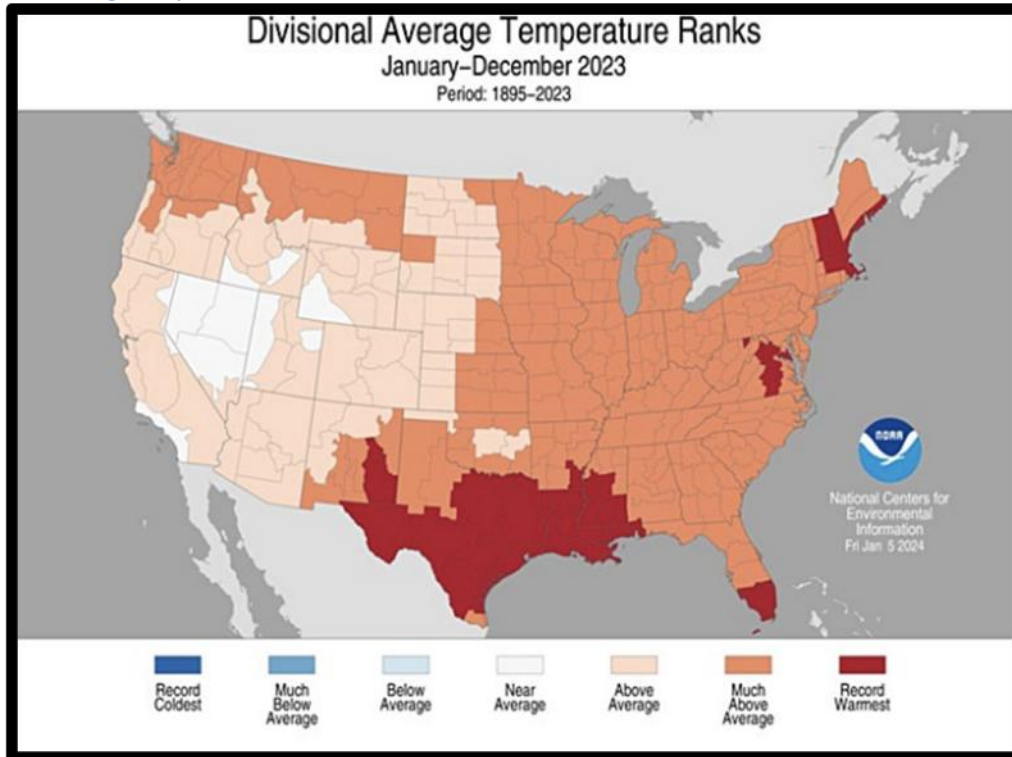 Divisional Average Temperature Ranks
January–December 2023
Period: 1895–2023
NOAA
National Centers for
Environmental
Information
Fri Jan 5 2024
Record
Coldest
Much
Below
Average
Below
Average
Near
Average
Above
Average
Much
Above
Average
Record
Warmest